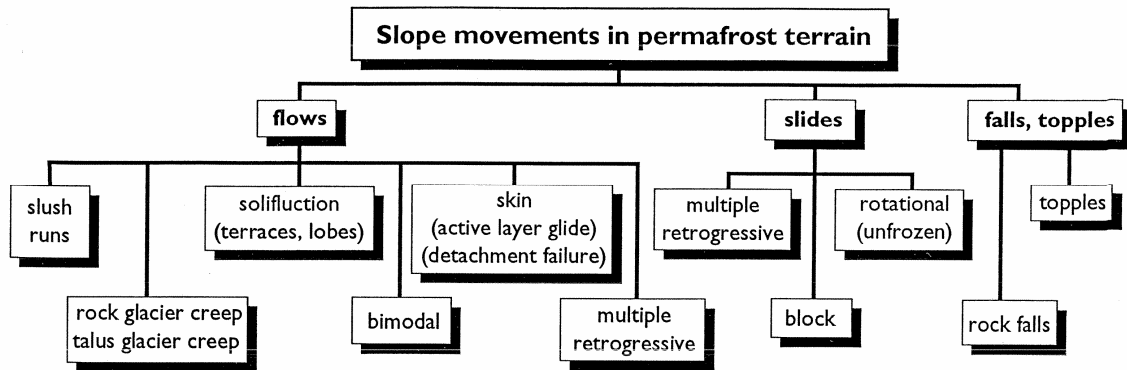 Slope movements in permafrost terrain
flows
slides
falls, topples
slush
runs
solifluction
(terraces, lobes)
skin
(active layer glide)
(detachment failure)
multiple
retrogressive
rotational
(unfrozen)
topples
rock glacier creep
talus glacier creep
bimodal
multiple
retrogressive
block
rock falls